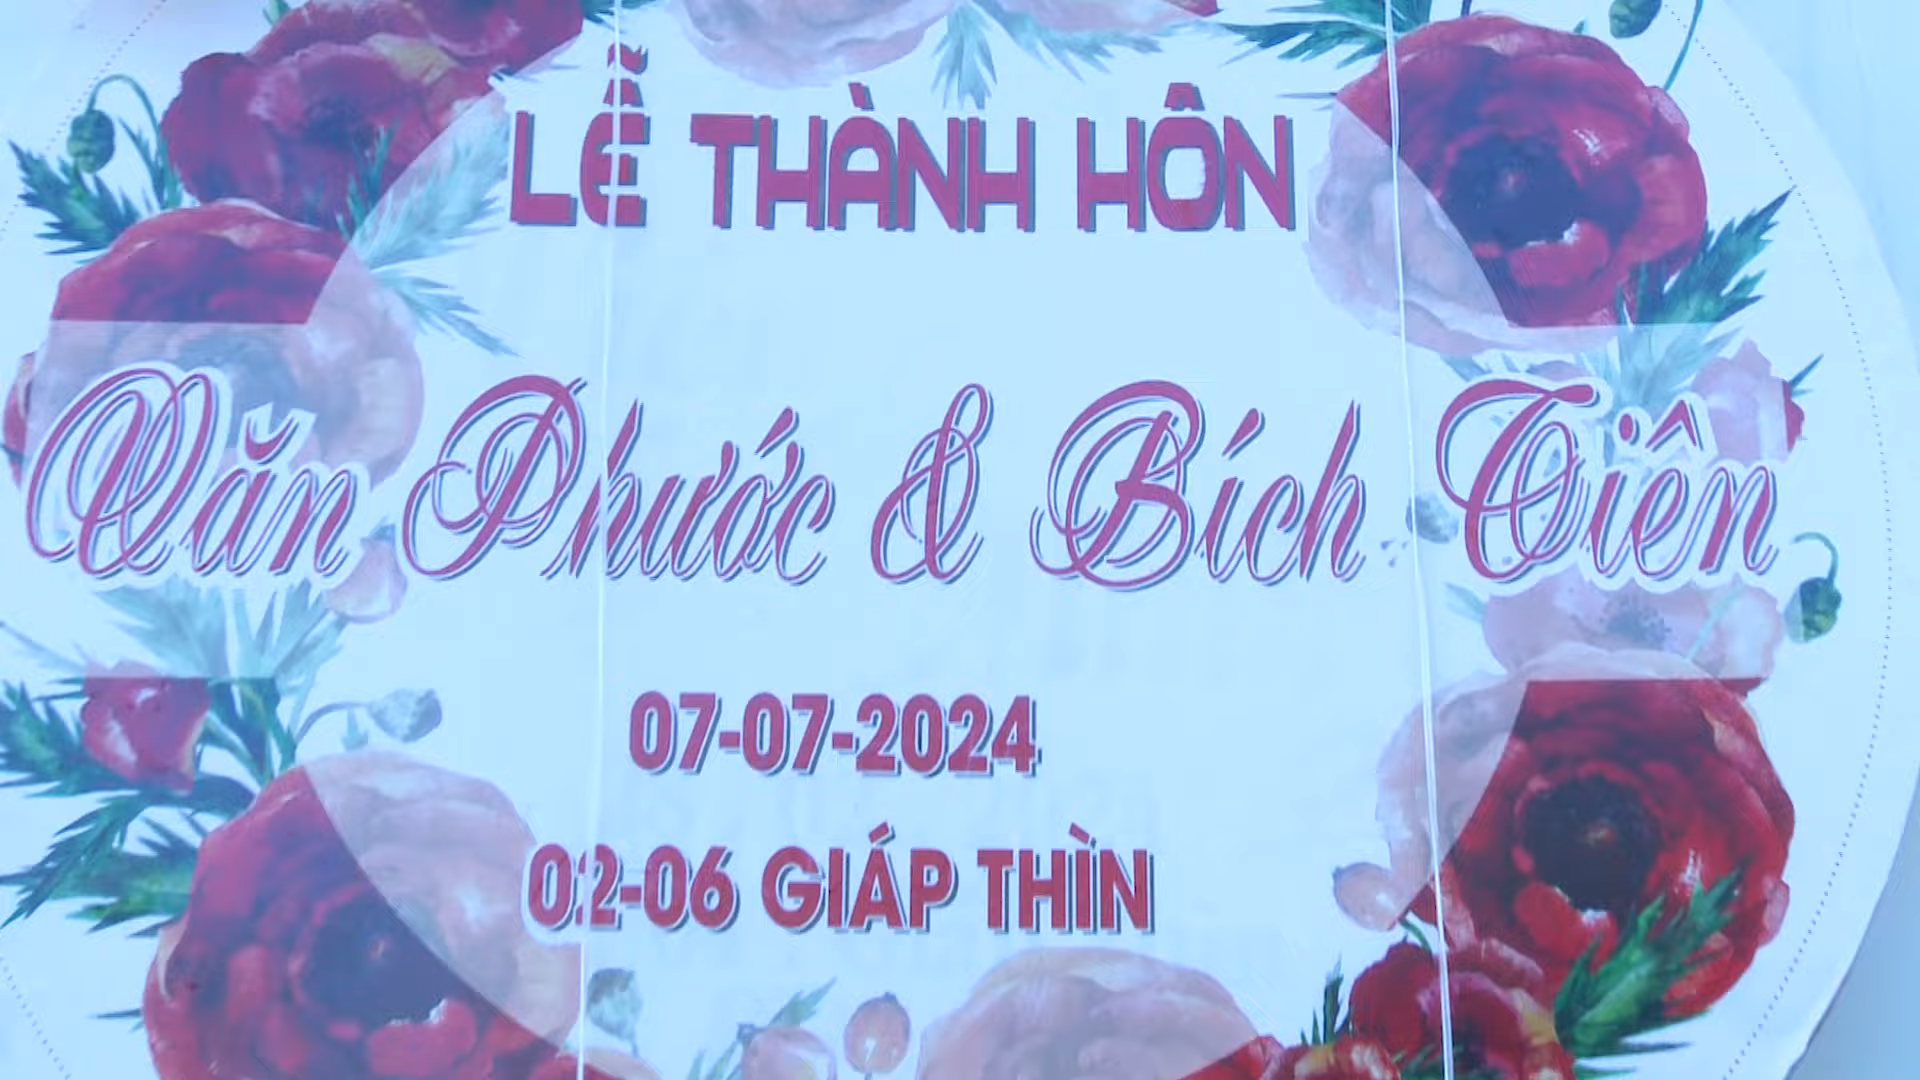 LỄ THÀNH HÔN
Văn Phước & Bích Tiên
07-07-2024
02-06 GIÁP THÌN